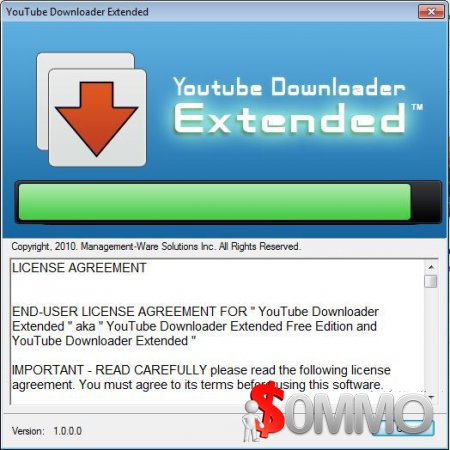 YouTube Downloader Extended
Youtube Downloader
Extended™
Copyright, 2010. Management-Ware Solutions Inc. All Rights Reserved.
LICENSE AGREEMENT
END-USER LICENSE AGREEMENT FOR " YouTube Downloader
Extended " aka " YouTube Downloader Extended Free Edition and
YouTube Downloader Extended "
IMPORTANT - READ CAREFULLY please read the following license
agreement. You must agree to its terms before using this software.
Version: 1.0.0.0
$OMMO